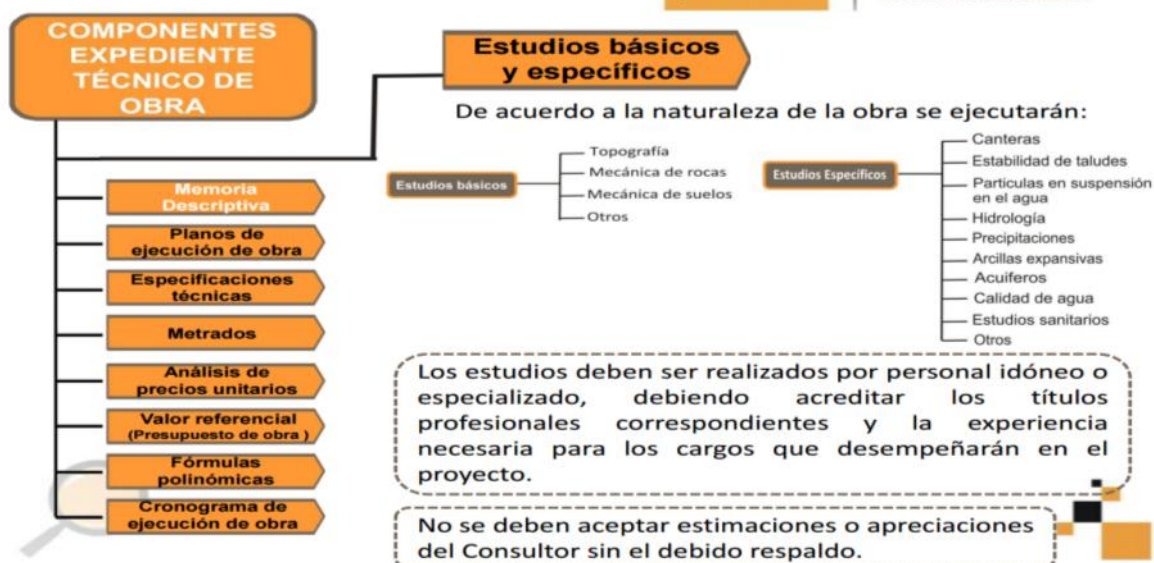 COMPONENTES
EXPEDIENTE
TÉCNICO DE
OBRA
Memoria
Descriptiva
Planos de
ejecución de obra
Especificaciones
técnicas
Metrados
Análisis de
precios unitarios
Valor referencial
(Presupuesto de obra )
Fórmulas
polinómicas
Cronograma de
ejecución de obra
Estudios básicos
y específicos
De acuerdo a la naturaleza de la obra se ejecutarán:
Estudios básicos
Topografía
Mecánica de rocas
Mecánica de suelos
Otros
Estudios Específicos
Canteras
Estabilidad de taludes
Partículas en suspensión
en el agua
Hidrología
Precipitaciones
Arcillas expansivas
Acuiferos
Calidad de agua
Estudios sanitarios
Otros
Los estudios deben ser realizados por personal idóneo o
especializado, debiendo acreditar los títulos
profesionales correspondientes y la experiencia
necesaria para los cargos que desempeñarán en el
proyecto.
No se deben aceptar estimaciones o apreciaciones
del Consultor sin el debido respaldo.